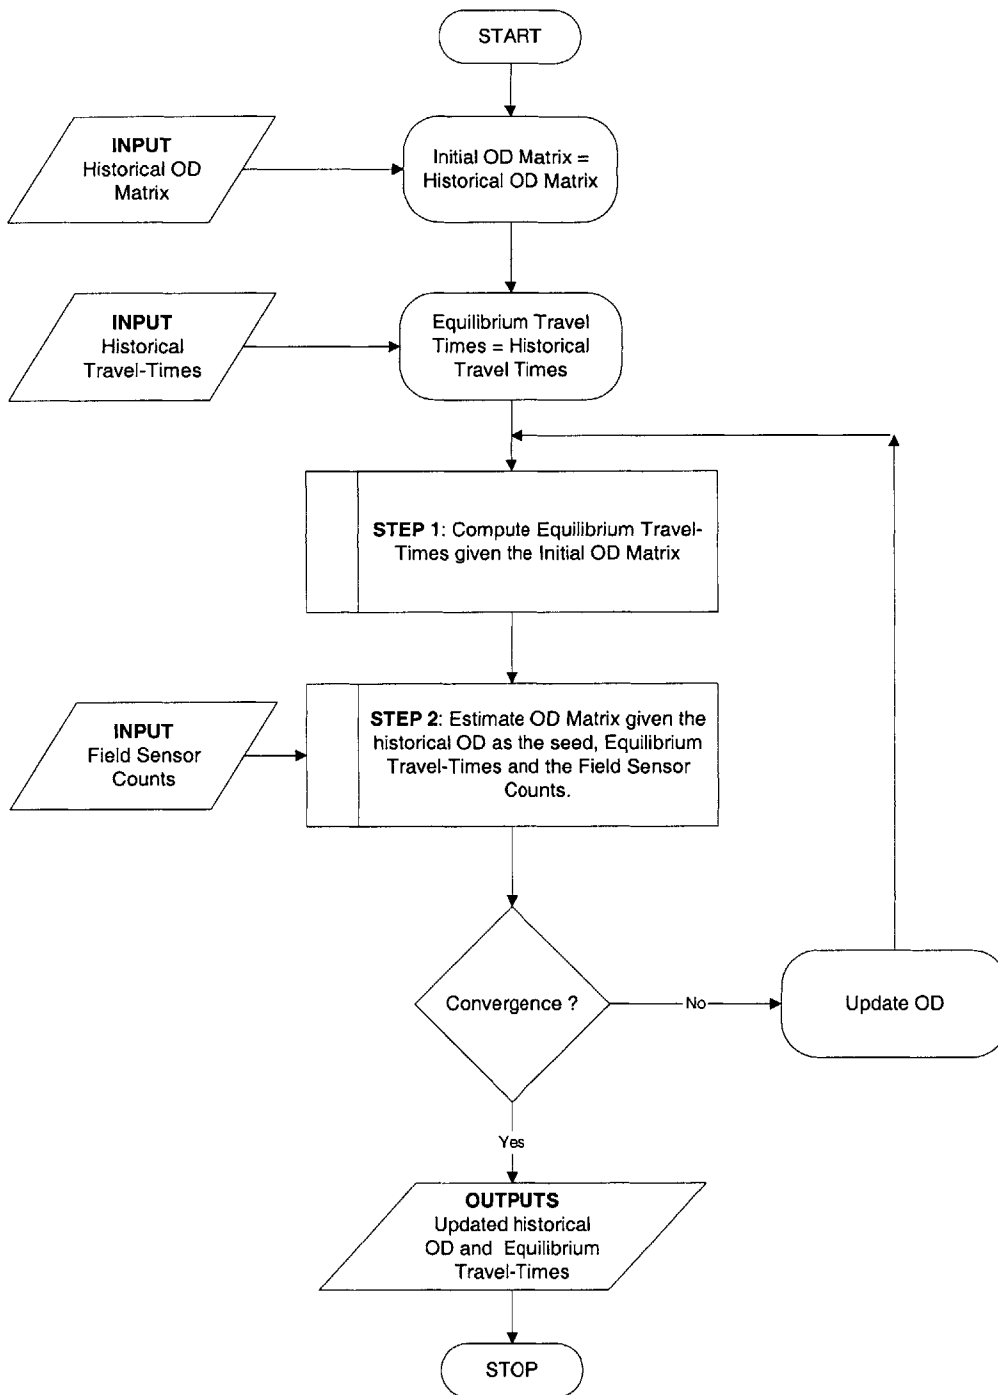 START
INPUT
Historical OD
Matrix
Initial OD Matrix =
Historical OD Matrix
INPUT
Historical
Travel-Times
Equilibrium Travel
Times = Historical
Travel Times
STEP 1: Compute Equilibrium Travel-
Times given the Initial OD Matrix
INPUT
Field Sensor
Counts
STEP 2: Estimate OD Matrix given the
historical OD as the seed, Equilibrium
Travel-Times and the Field Sensor
Counts.
Convergence ?
No
Update OD
Yes
OUTPUTS
Updated historical
OD and Equilibrium
Travel-Times
STOP